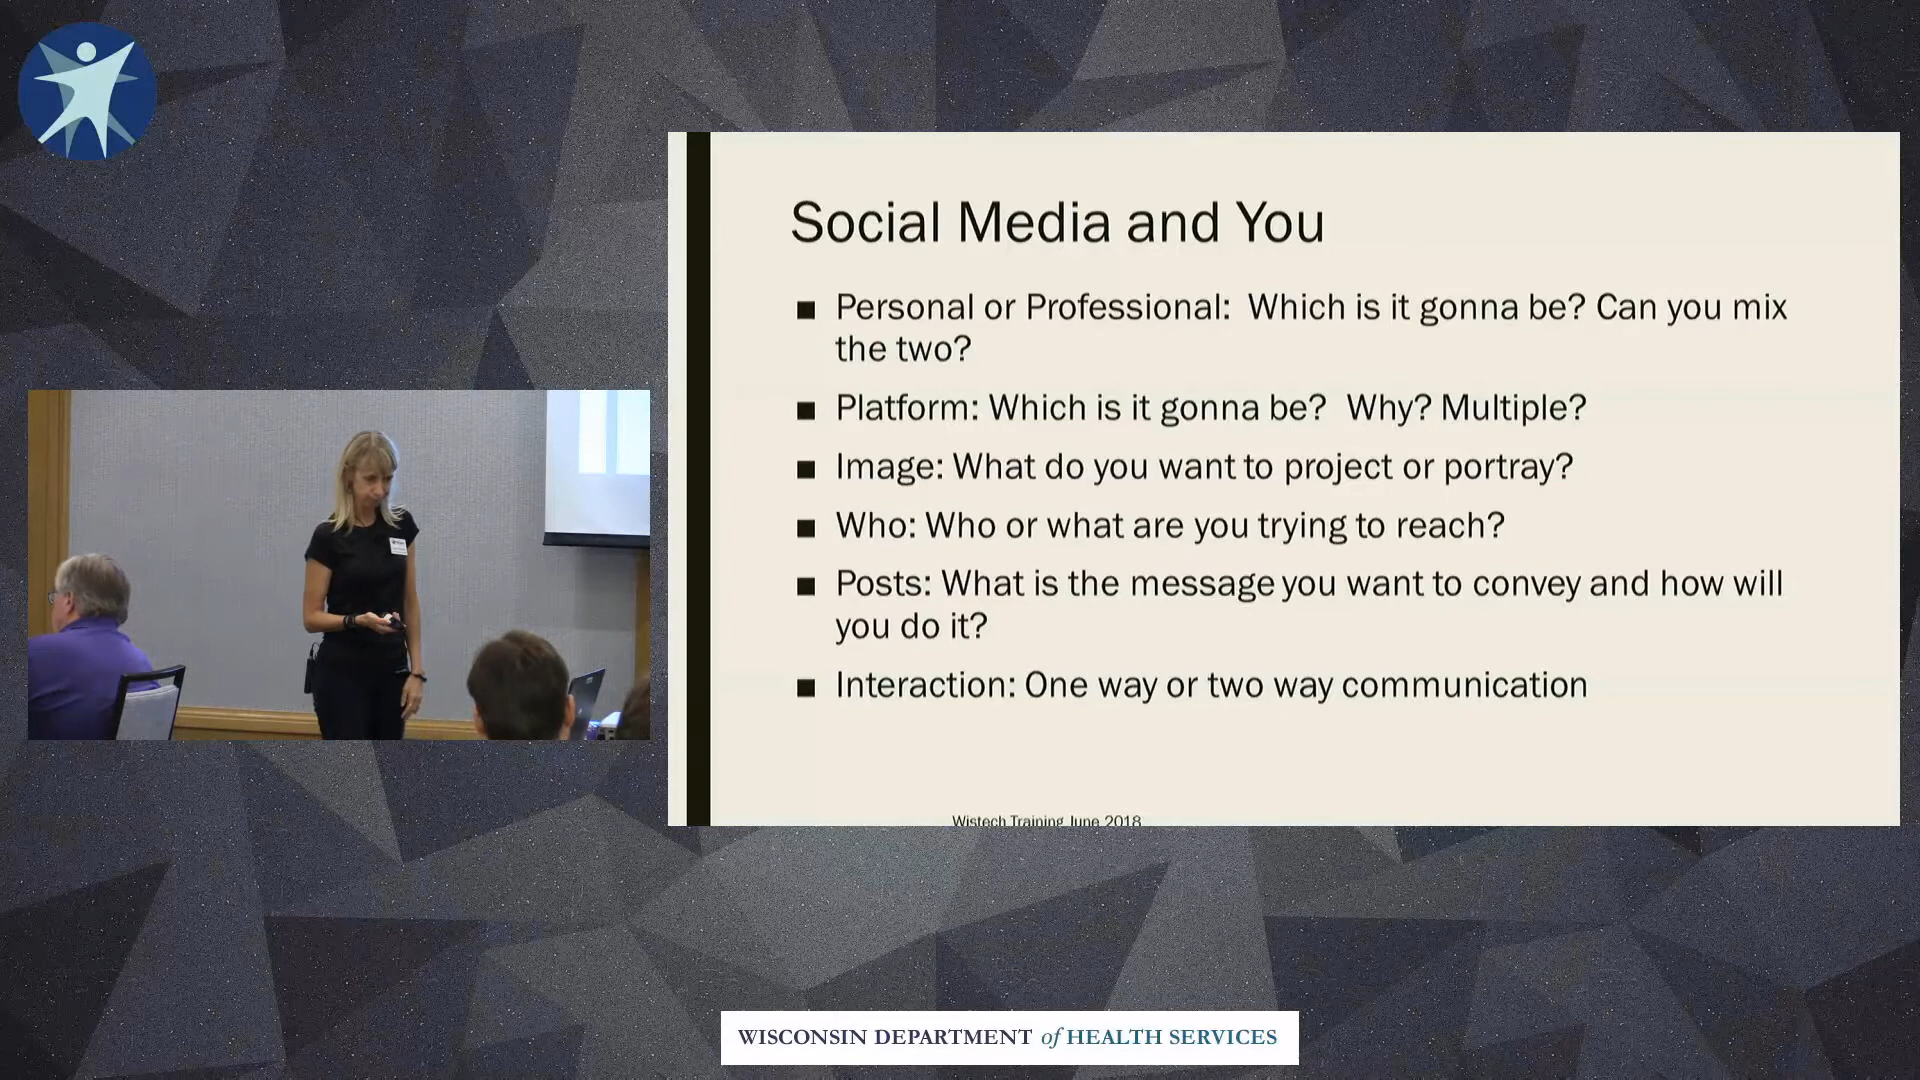 Social Media and You
■ Personal or Professional:  Which is it gonna be? Can you mix
the two?
■ Platform: Which is it gonna be?  Why? Multiple?
■ Image: What do you want to project or portray?
■ Who: Who or what are you trying to reach?
■ Posts: What is the message you want to convey and how will
you do it?
■ Interaction: One way or two way communication
Wistech Training June 2018
WISCONSIN DEPARTMENT of HEALTH SERVICES